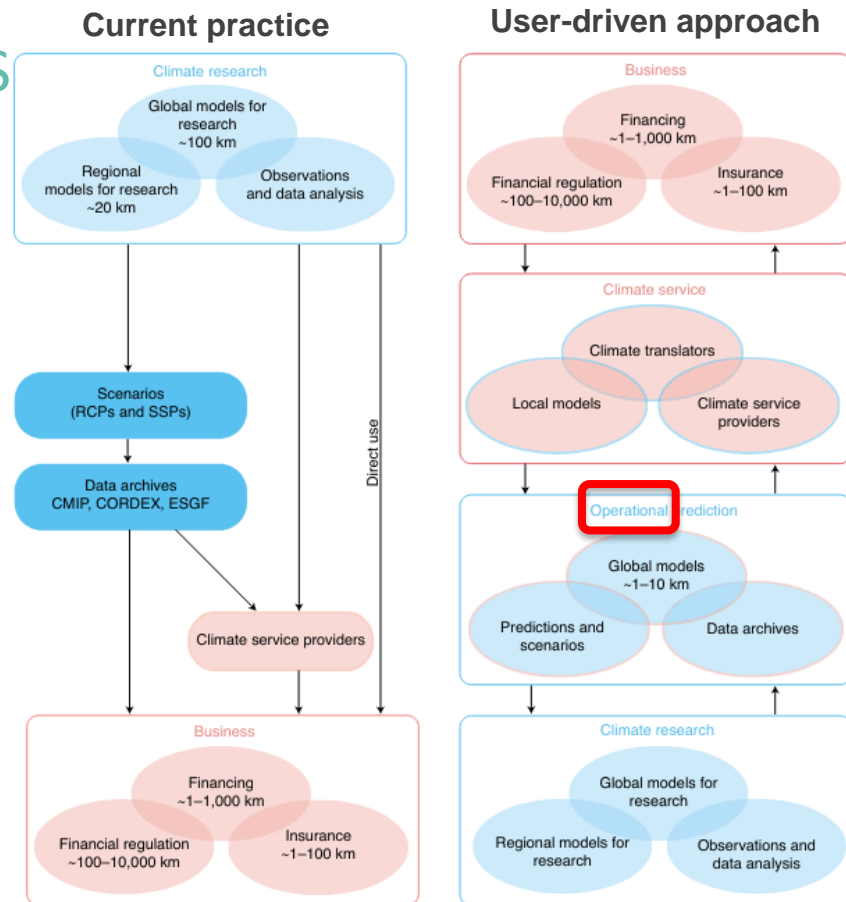 Current practice
s
Climate research
Global models for
research
~100 km
Regional
models for research
~20 km
Observations
and data analysis
Scenarios
(RCPs and SSPs)
Data archives
CMIP, CORDEX, ESGF
Direct use
Climate service providers
Business
Financing
~1–1,000 km
Financial regulation
~100–10,000 km
Insurance
~1–100 km
User-driven approach
Business
Financing
~1–1,000 km
Financial regulation
~100–10,000 km
Insurance
~1–100 km
Climate service
Climate translators
Local models
Climate service
providers
Operational prediction
Global models
~1–10 km
Predictions and
scenarios
Data archives
Climate research
Global models for
research
Regional models for
research
Observations and
data analysis